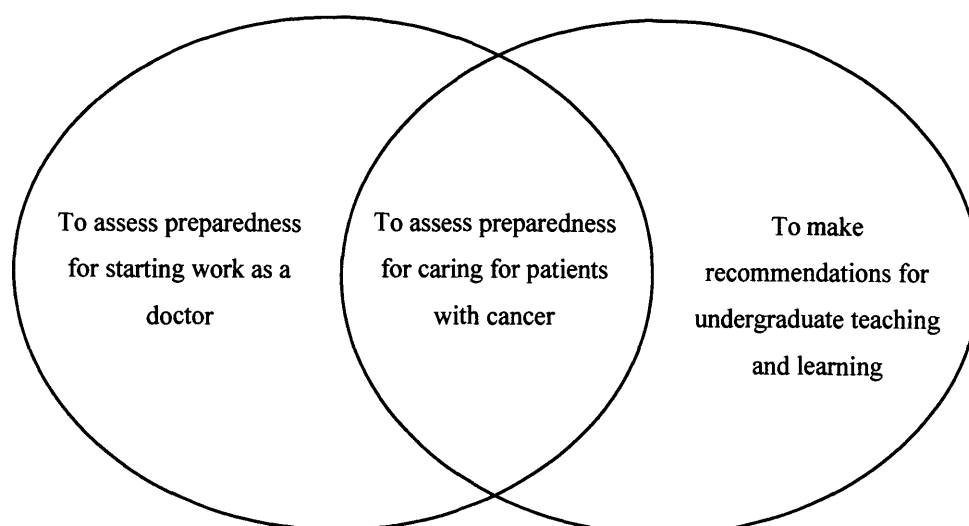 To assess preparedness
for starting work as a
doctor
To assess preparedness
for caring for patients
with cancer
To make
recommendations for
undergraduate teaching
and learning